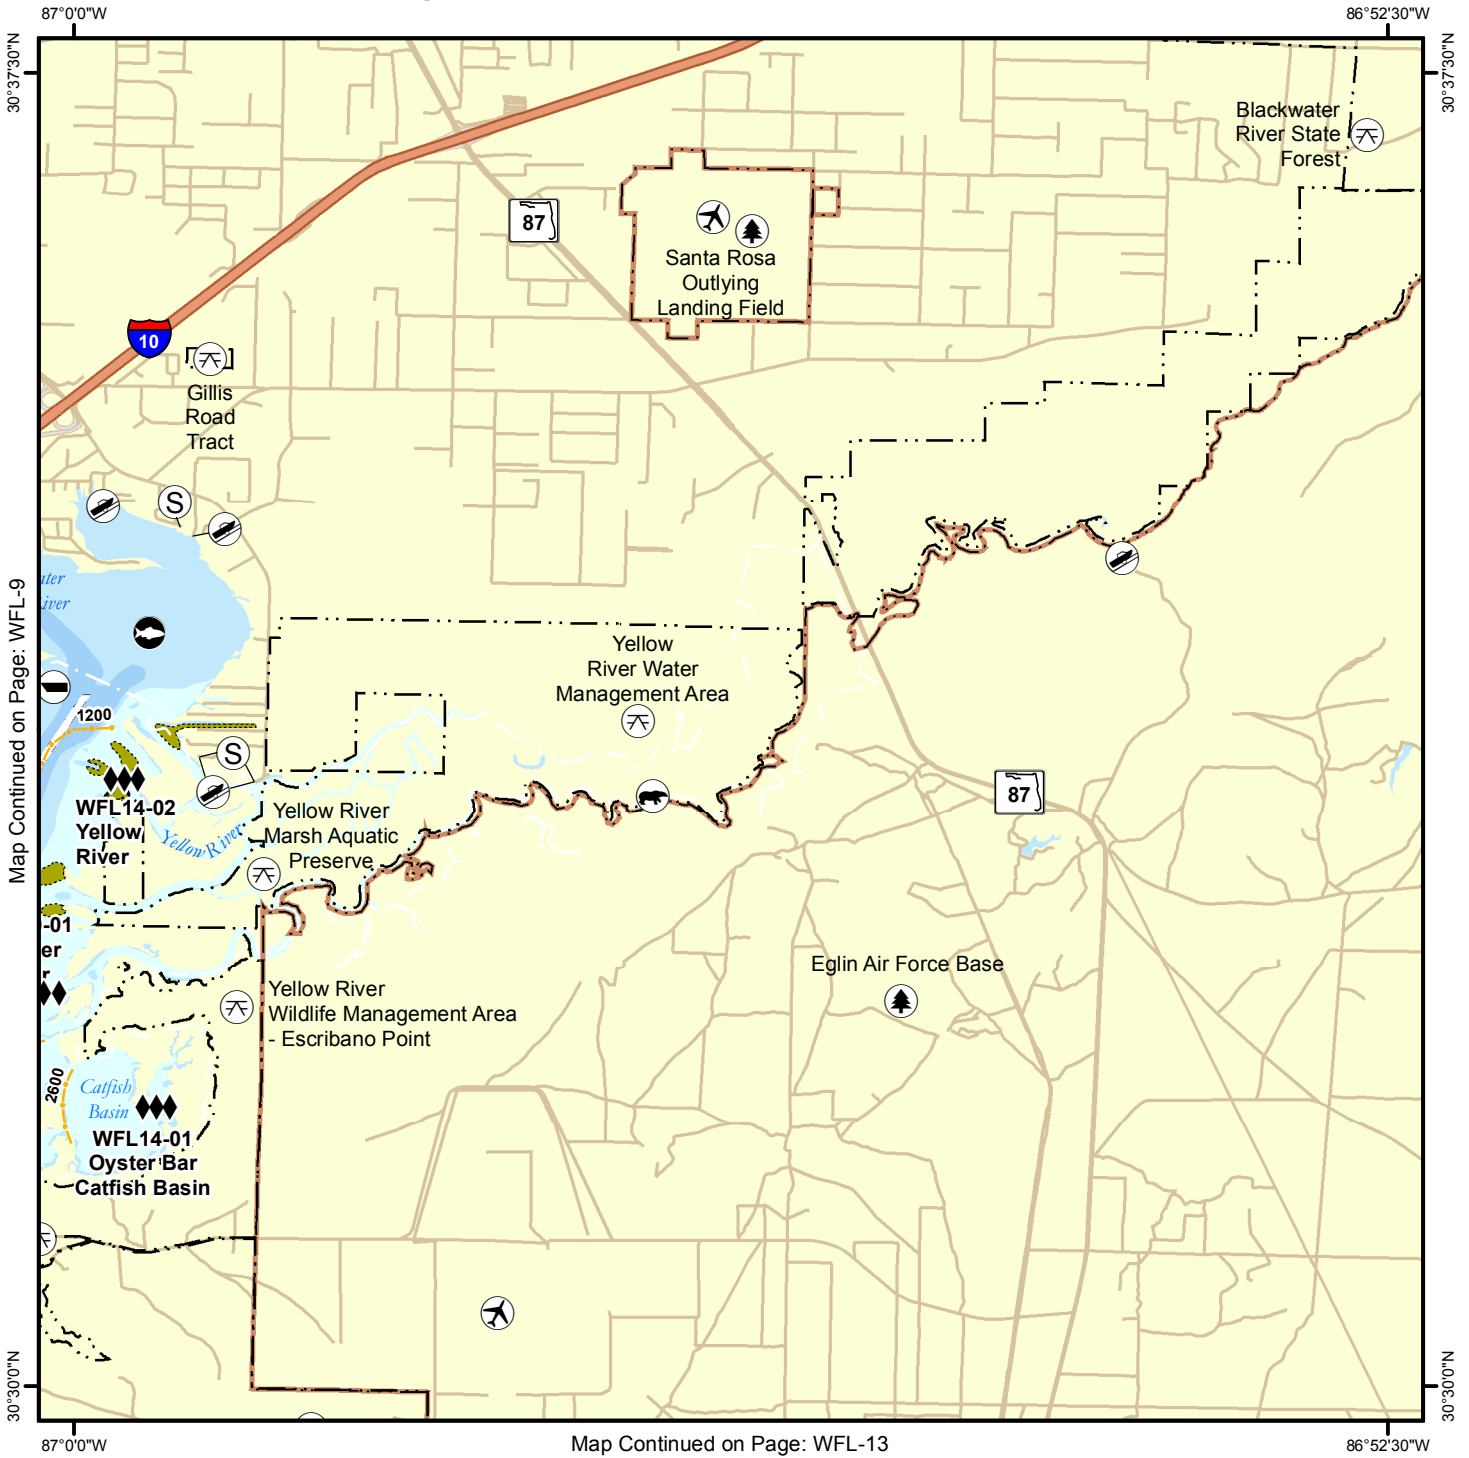 87°0'0"W
86°52'30"W
30°37'30"N
30°37'30"N
Blackwater
River State
Forest
87
Santa Rosa
Outlying
Landing Field
10
Gillis
Road
Tract
S
ater
iver
Map Continued on Page: WFL-9
Yellow
River Water
Management Area
1200
S
WFL14-02
Yellow
River
Yellow River
Yellow River
Marsh Aquatic
Preserve
87
-01
er
r
Eglin Air Force Base
Yellow River
Wildlife Management Area
- Escribano Point
2600
Catfish
Basin
WFL14-01
Oyster Bar
Catfish Basin
30°30'0"N
30°30'0"N
87°0'0"W
Map Continued on Page: WFL-13
86°52'30"W